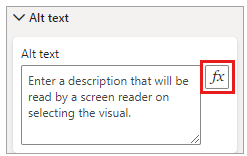 Alt text
Alt text
Enter a description that will be
read by a screen reader on
selecting the visual.
fx